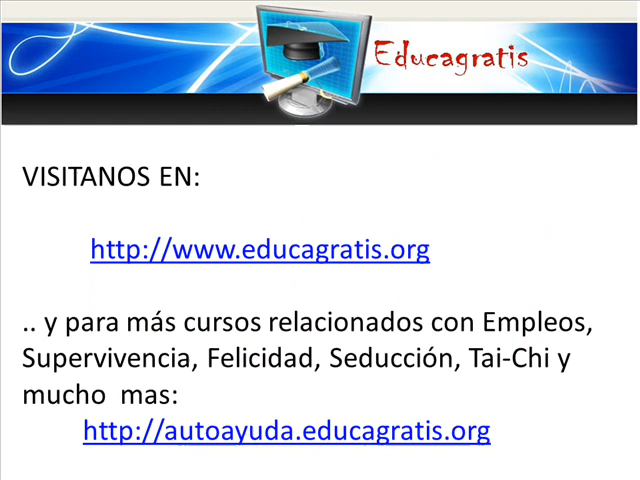 Educagratis
VISITANOS EN:
http://www.educagratis.org
.. y para más cursos relacionados con Empleos,
Supervivencia, Felicidad, Seducción, Tai-Chi y
mucho mas:
http://autoayuda.educagratis.org